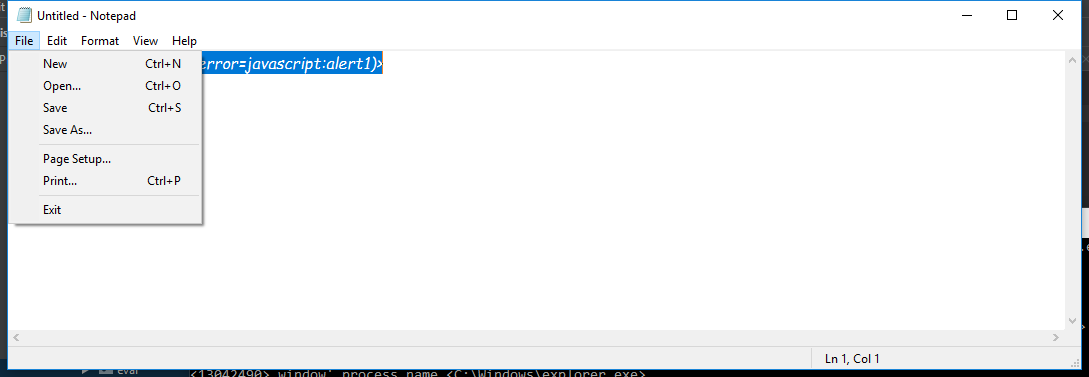 Untitled - Notepad
File Edit Format View Help
error=javascript:alert1)>
New Ctrl+N
Open... Ctrl+O
Save Ctrl+S
Save As...
Page Setup...
Print... Ctrl+P
Exit
Ln 1, Col 1
eval
<13042490> window' process name <C:\Windows\explorer.exe>